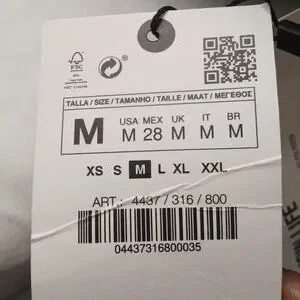 FSC
TALLA / SIZE / TAMANHO / TAILLE / MAAT / ΜΕΓΕΘΟΣ
M
USA MEX UK IT BR
M 28 M M M
XS S M L XL XXL
ART.: 4437 / 316 / 800
04437316800035